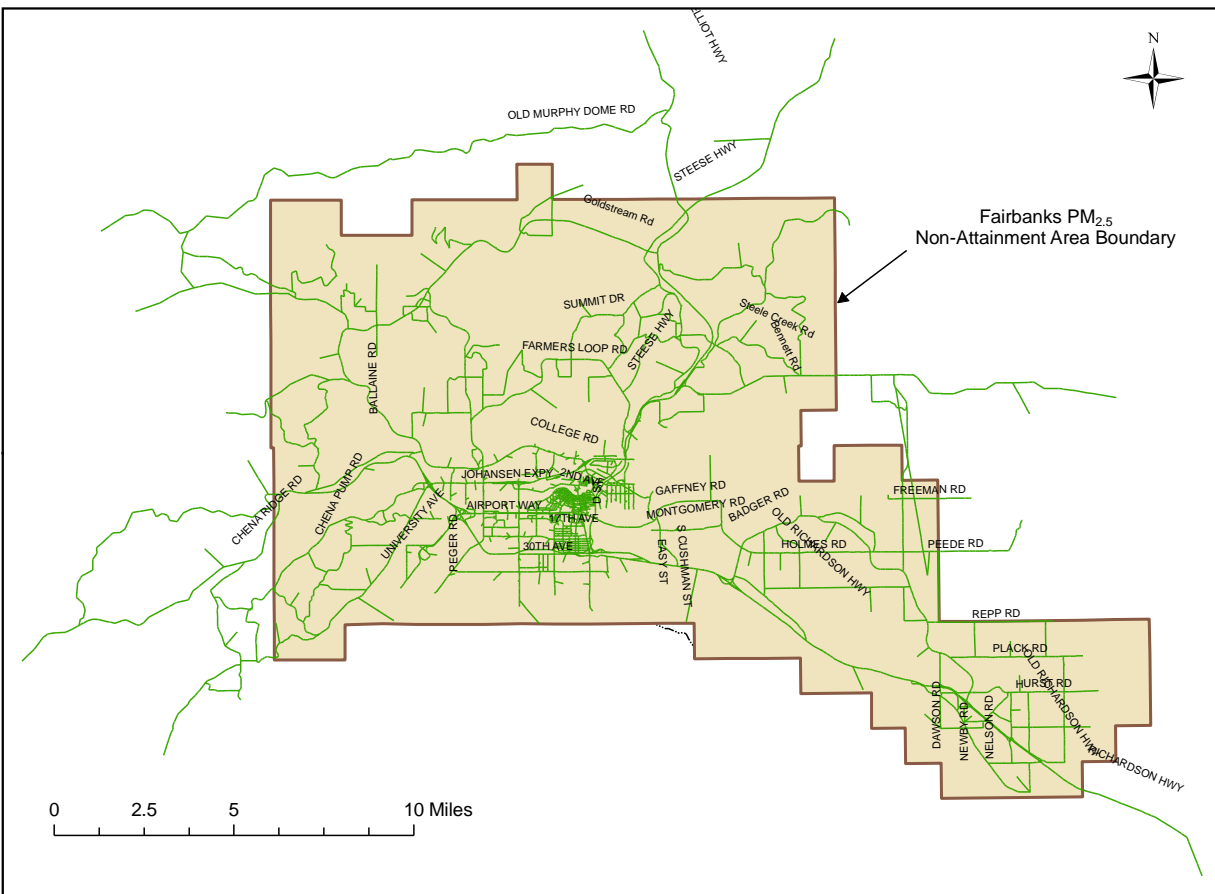 ELLIOT HWY
N
OLD MURPHY DOME RD
STEESE HWY
Goldstream Rd
Fairbanks PM2.5
Non-Attainment Area Boundary
SUMMIT DR
Steele Creek Rd
STEESE HWY
Bennett Rd
FARMERS LOOP RD
BALLAINE RD
COLLEGE RD
JOHANSEN EXPY
2ND AVE
D ST
GAFFNEY RD
FREEMAN RD
CHENA RIDGE RD
CHENA PUMP RD
UNIVERSITY AVE
AIRPORT WAY
MONTGOMERY RD
BADGER RD
17TH AVE
OLD RICHARDSON HWY
PEGER RD
30TH AVE
EASY ST
S CUSHMAN ST
HOLMES RD
PEEDE RD
REPP RD
PLACK RD
OLD RICHARDSON HWY
HURST RD
DAWSON RD
NEWBY RD
NELSON RD
RICHARDSON HWY
0 2.5 5 10 Miles